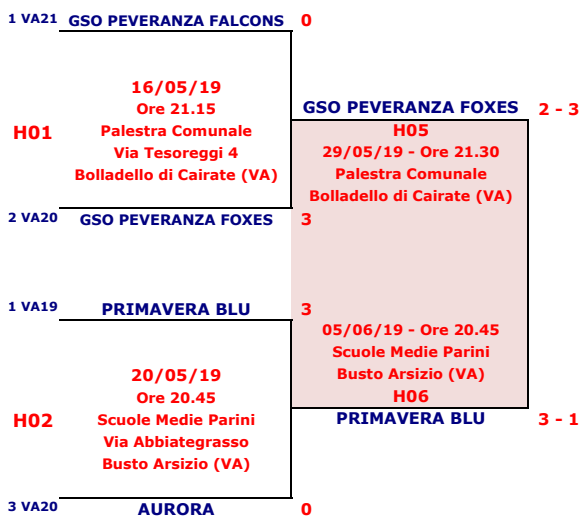 1 VA21 GSO PEVERANZA FALCONS 0
16/05/19
Ore 21.15
H01
Palestra Comunale
Via Tesoreggi 4
Bolladello di Cairate (VA)
2 VA20 GSO PEVERANZA FOXES 3
GSO PEVERANZA FOXES 2 - 3
H05
29/05/19 - Ore 21.30
Palestra Comunale
Bolladello di Cairate (VA)
1 VA19 PRIMAVERA BLU 3
20/05/19
Ore 20.45
H02
Scuole Medie Parini
Via Abbiategrasso
Busto Arsizio (VA)
3 VA20 AURORA 0
05/06/19 - Ore 20.45
Scuole Medie Parini
Busto Arsizio (VA)
H06
PRIMAVERA BLU 3 - 1